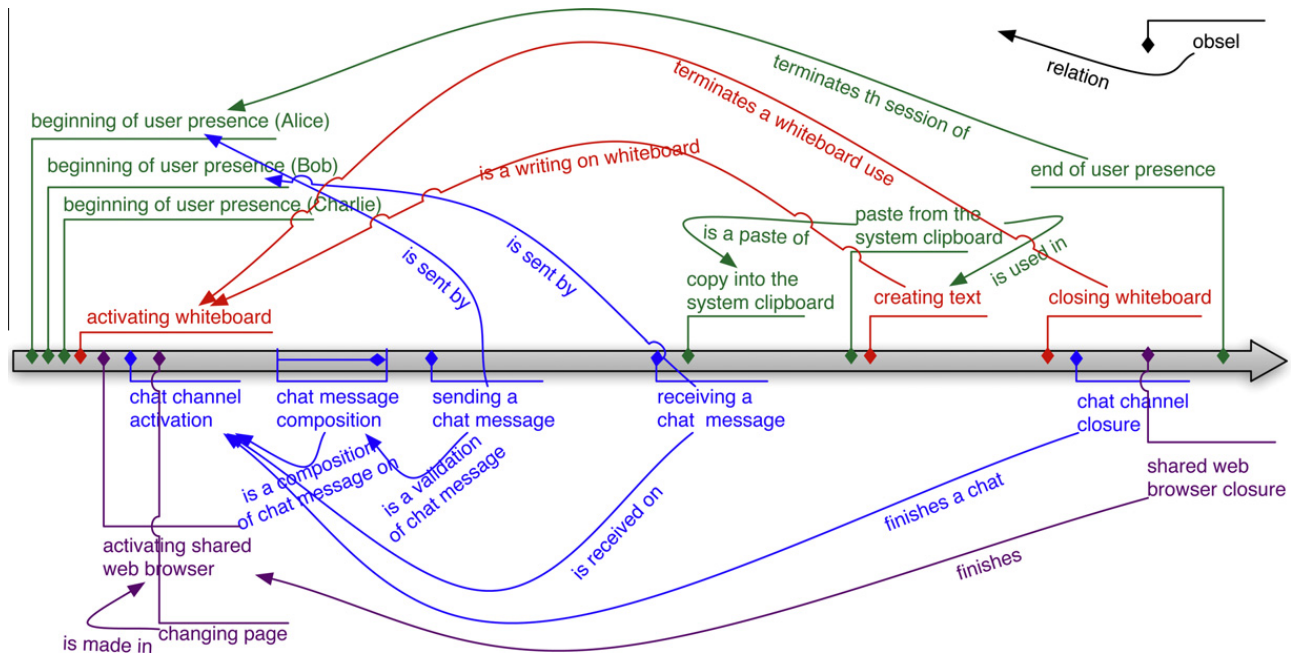 obsel
relation
terminates th session of
terminates a whiteboard use
beginning of user presence (Alice)
beginning of user presence (Bob)
beginning of user presence (Charlie)
is a writing on whiteboard
end of user presence
paste from the
system clipboard
is a paste of
is used in
is sent by
is sent by
copy into the
system clipboard
creating text
closing whiteboard
activating whiteboard
chat channel
activation
chat message
composition
sending a
chat message
receiving a
chat message
chat channel
closure
is a composition
of chat message on
is a validation
of chat message
is received on
finishes a chat
shared web
browser closure
activating shared
web browser
finishes
is made in
changing page